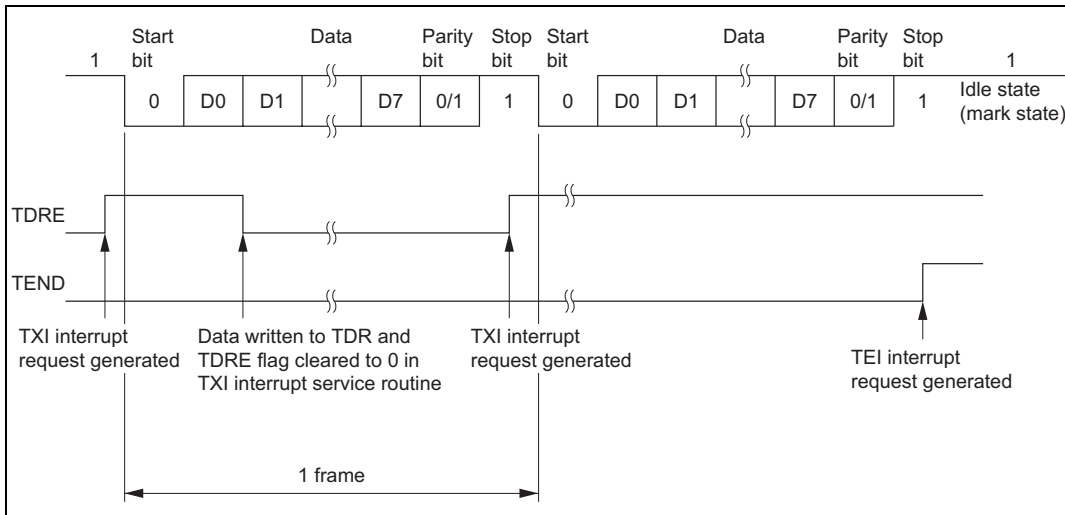 Start bit
Data
Parity bit
Stop bit
Start bit
Data
Parity bit
Stop bit
1
1
0
D0
D1
D7
0/1
1
0
D0
D1
D7
0/1
1
Idle state
(mark state)
TDRE
TEND
TXI interrupt
request generated
Data written to TDR and
TDRE flag cleared to 0 in
TXI interrupt service routine
TXI interrupt
request generated
TEI interrupt
request generated
1 frame